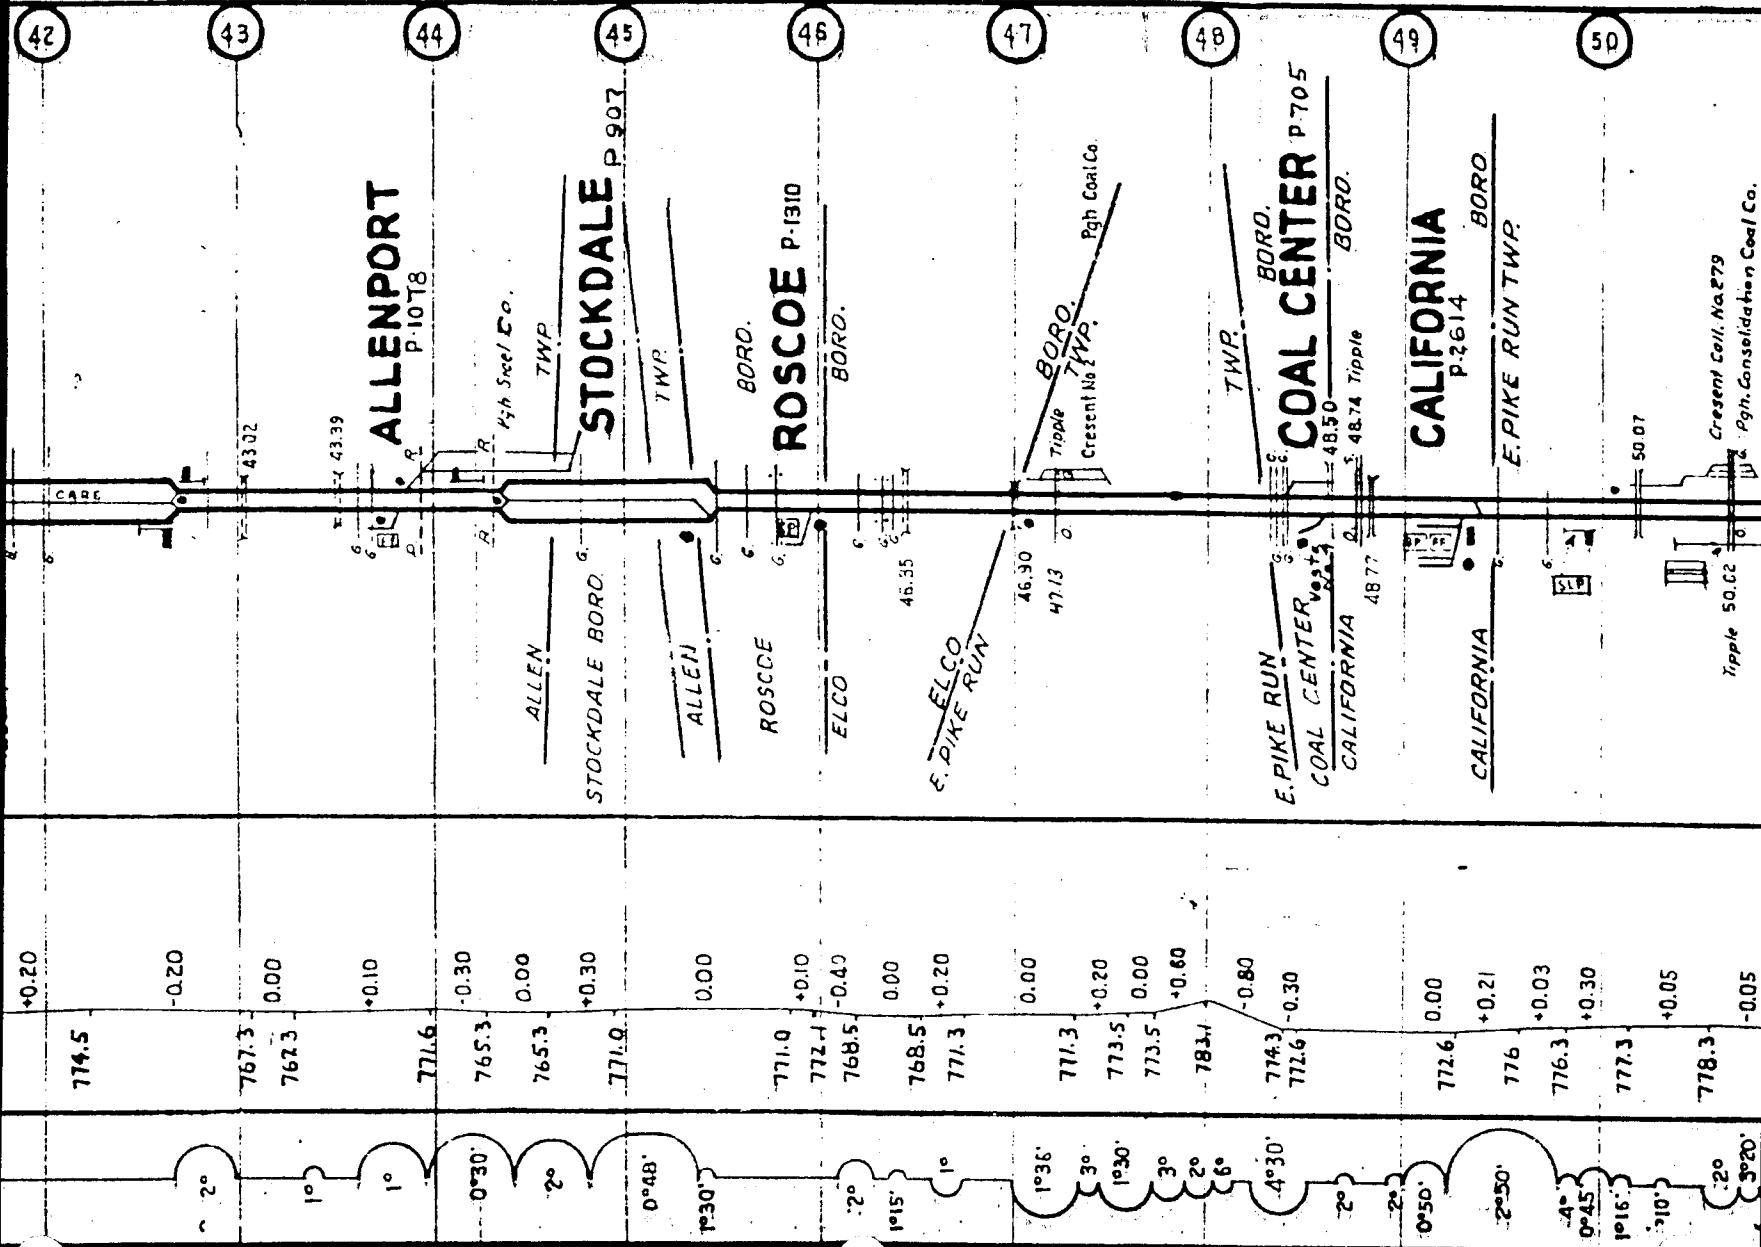 42 43 44 45 46 47 48 49 50
ALLENPORT
P-1078
STOCKDALE P 907
ROSCOE P-1310
COAL CENTER P 705
CALIFORNIA
P-2614
CARE
43.02
43.39
R R
Pgh Steel Co.
TWP.
TWP.
BORO.
BORO.
BORO.
TWP.
Tipple
Cresent No 2
Pgh Coal Co.
TWP.
BORO.
BORO.
48.50
48.74 Tipple
BORO
E. PIKE RUN TWP.
50.07
Cresent Coll. No 279
Pgh. Consolidation Coal Co.
ALLEN
STOCKDALE BORO.
ALLEN
ROSCOE
ELCO
46.35
ELCO
E. PIKE RUN
46.90
47.13
E. PIKE RUN
COAL CENTER
Vesta
CALIFORNIA
48.77
CALIFORNIA
SLB
Tipple 50.62
+0.20 -0.20 0.00 +0.10 -0.30 0.00 +0.30 0.00 +0.10 -0.40 0.00 +0.20 0.00 +0.20 0.00 +0.60 -0.80 -0.30 0.00 +0.21 +0.03 +0.30 +0.05 -0.05
774.5 767.3 762.3 771.6 765.3 765.3 771.0 771.0 772.1 768.5 768.5 771.3 771.3 773.5 773.5 783.1 774.3 772.6 772.6 776 776.3 777.3 778.3
2° 1° 1° 0°30' 2° 0°48' 1°30' 2° 1°15' 1° 1°36' 3° 1°30' 3° 2° 6° 4°30' 2° 2° 0°50' 2°50' 4° 0°45' 1°16' 2° 3°20'